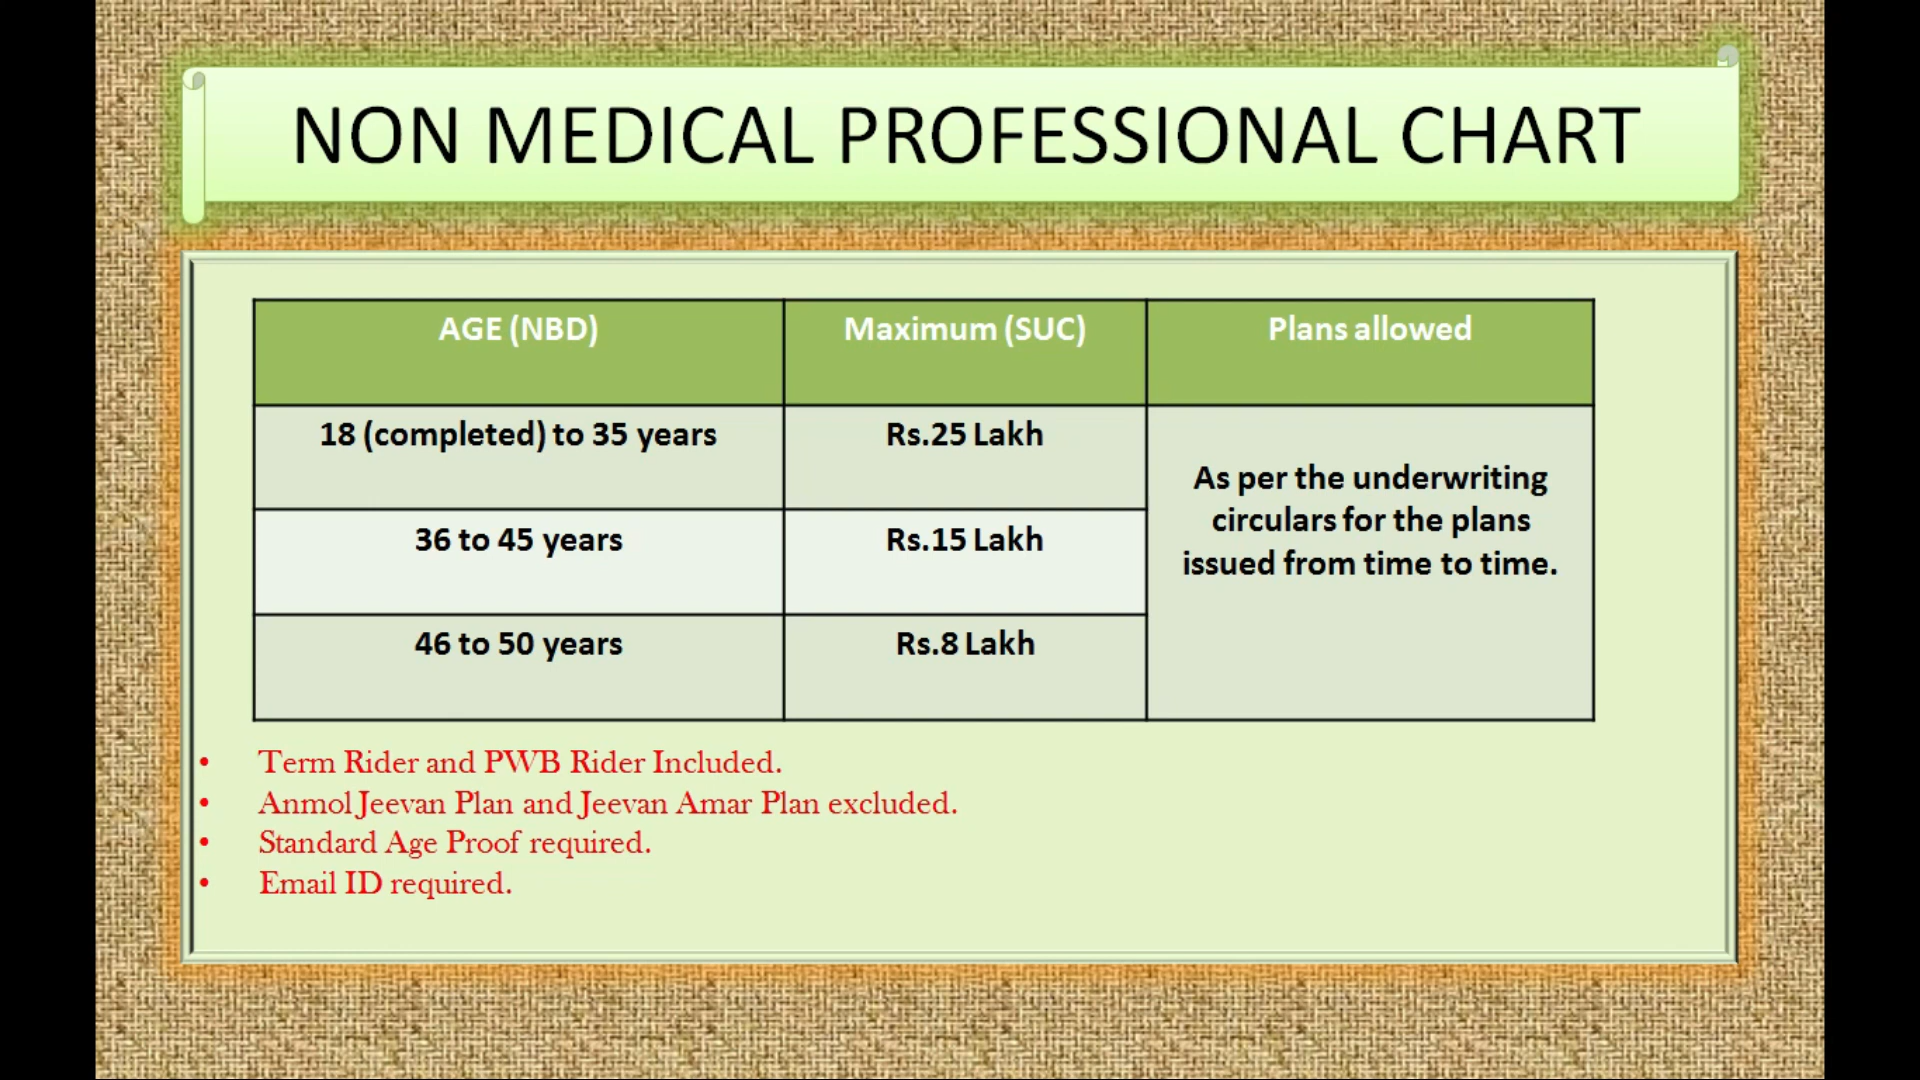 NON MEDICAL PROFESSIONAL CHART
AGE (NBD)
Maximum (SUC)
Plans allowed
18 (completed) to 35 years
Rs.25 Lakh
As per the underwriting
circulars for the plans
issued from time to time.
36 to 45 years
Rs.15 Lakh
46 to 50 years
Rs.8 Lakh
• Term Rider and PWB Rider Included.
• Anmol Jeevan Plan and Jeevan Amar Plan excluded.
• Standard Age Proof required.
• Email ID required.